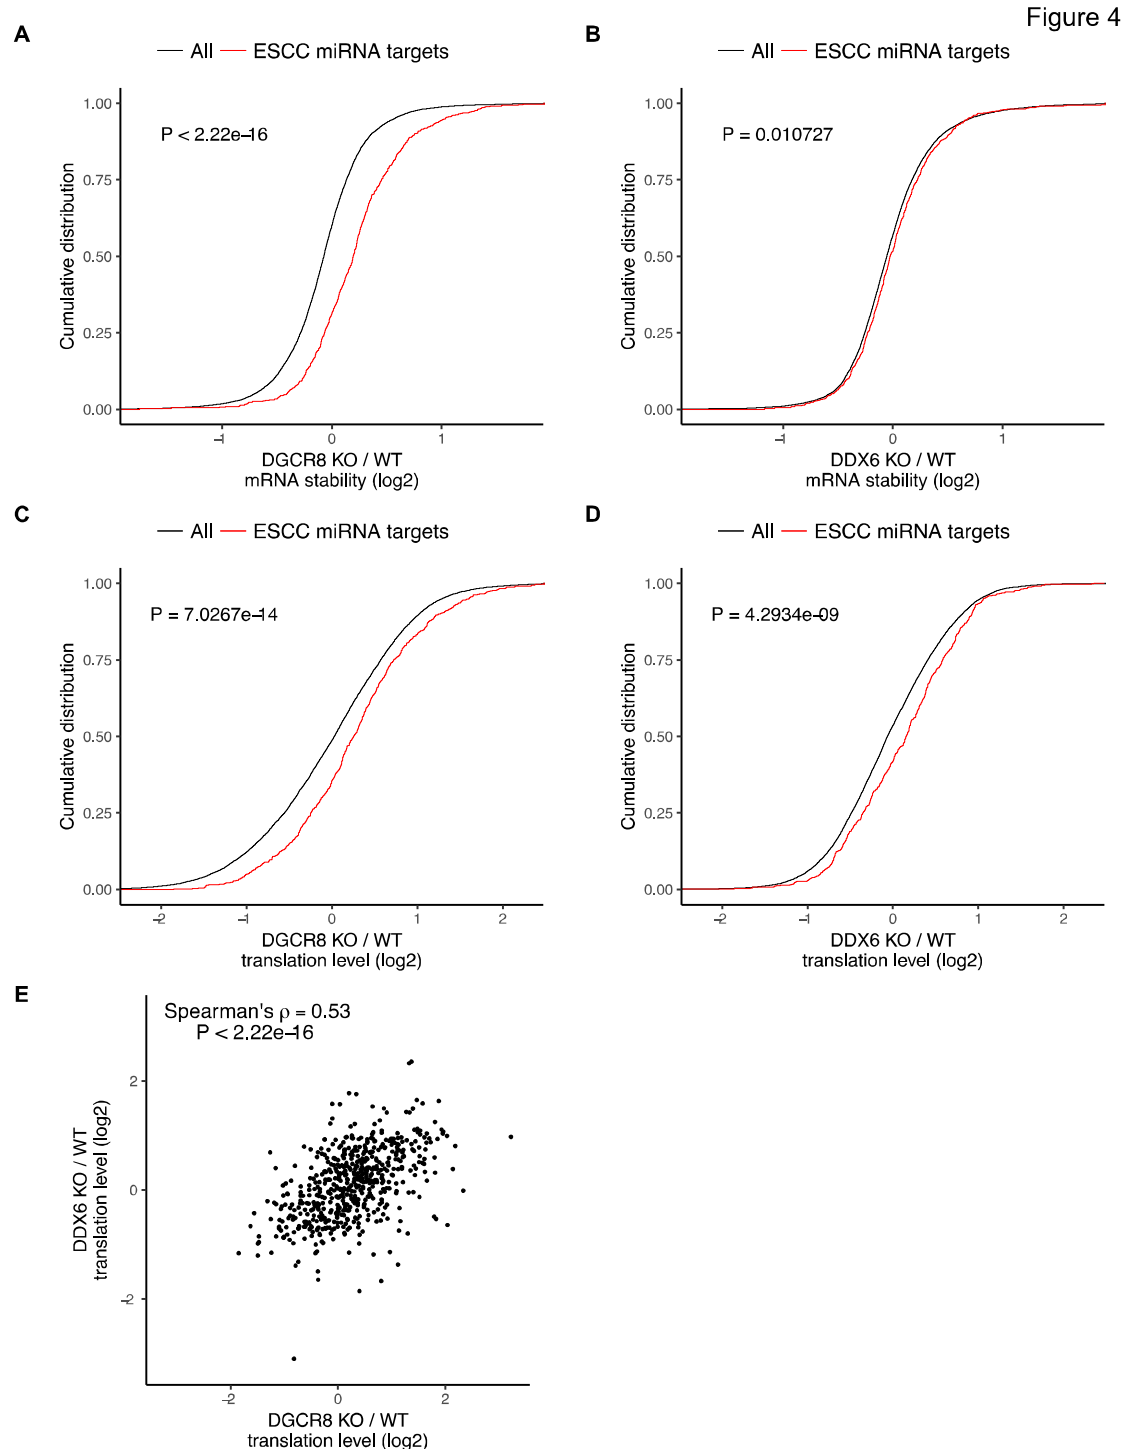 Figure 4
A
All ESCC miRNA targets
P < 2.22e−16
Cumulative distribution
1.00
0.75
0.50
0.25
0.00
−1 0 1
DGCR8 KO / WT
mRNA stability (log2)
B
All ESCC miRNA targets
P = 0.010727
Cumulative distribution
1.00
0.75
0.50
0.25
0.00
−1 0 1
DDX6 KO / WT
mRNA stability (log2)
C
All ESCC miRNA targets
P = 7.0267e−14
Cumulative distribution
1.00
0.75
0.50
0.25
0.00
−2 −1 0 1 2
DGCR8 KO / WT
translation level (log2)
D
All ESCC miRNA targets
P = 4.2934e−09
Cumulative distribution
1.00
0.75
0.50
0.25
0.00
−2 −1 0 1 2
DDX6 KO / WT
translation level (log2)
E
Spearman's ρ = 0.53
P < 2.22e−16
DDX6 KO / WT
translation level (log2)
2
0
−2
−2 0 2
DGCR8 KO / WT
translation level (log2)